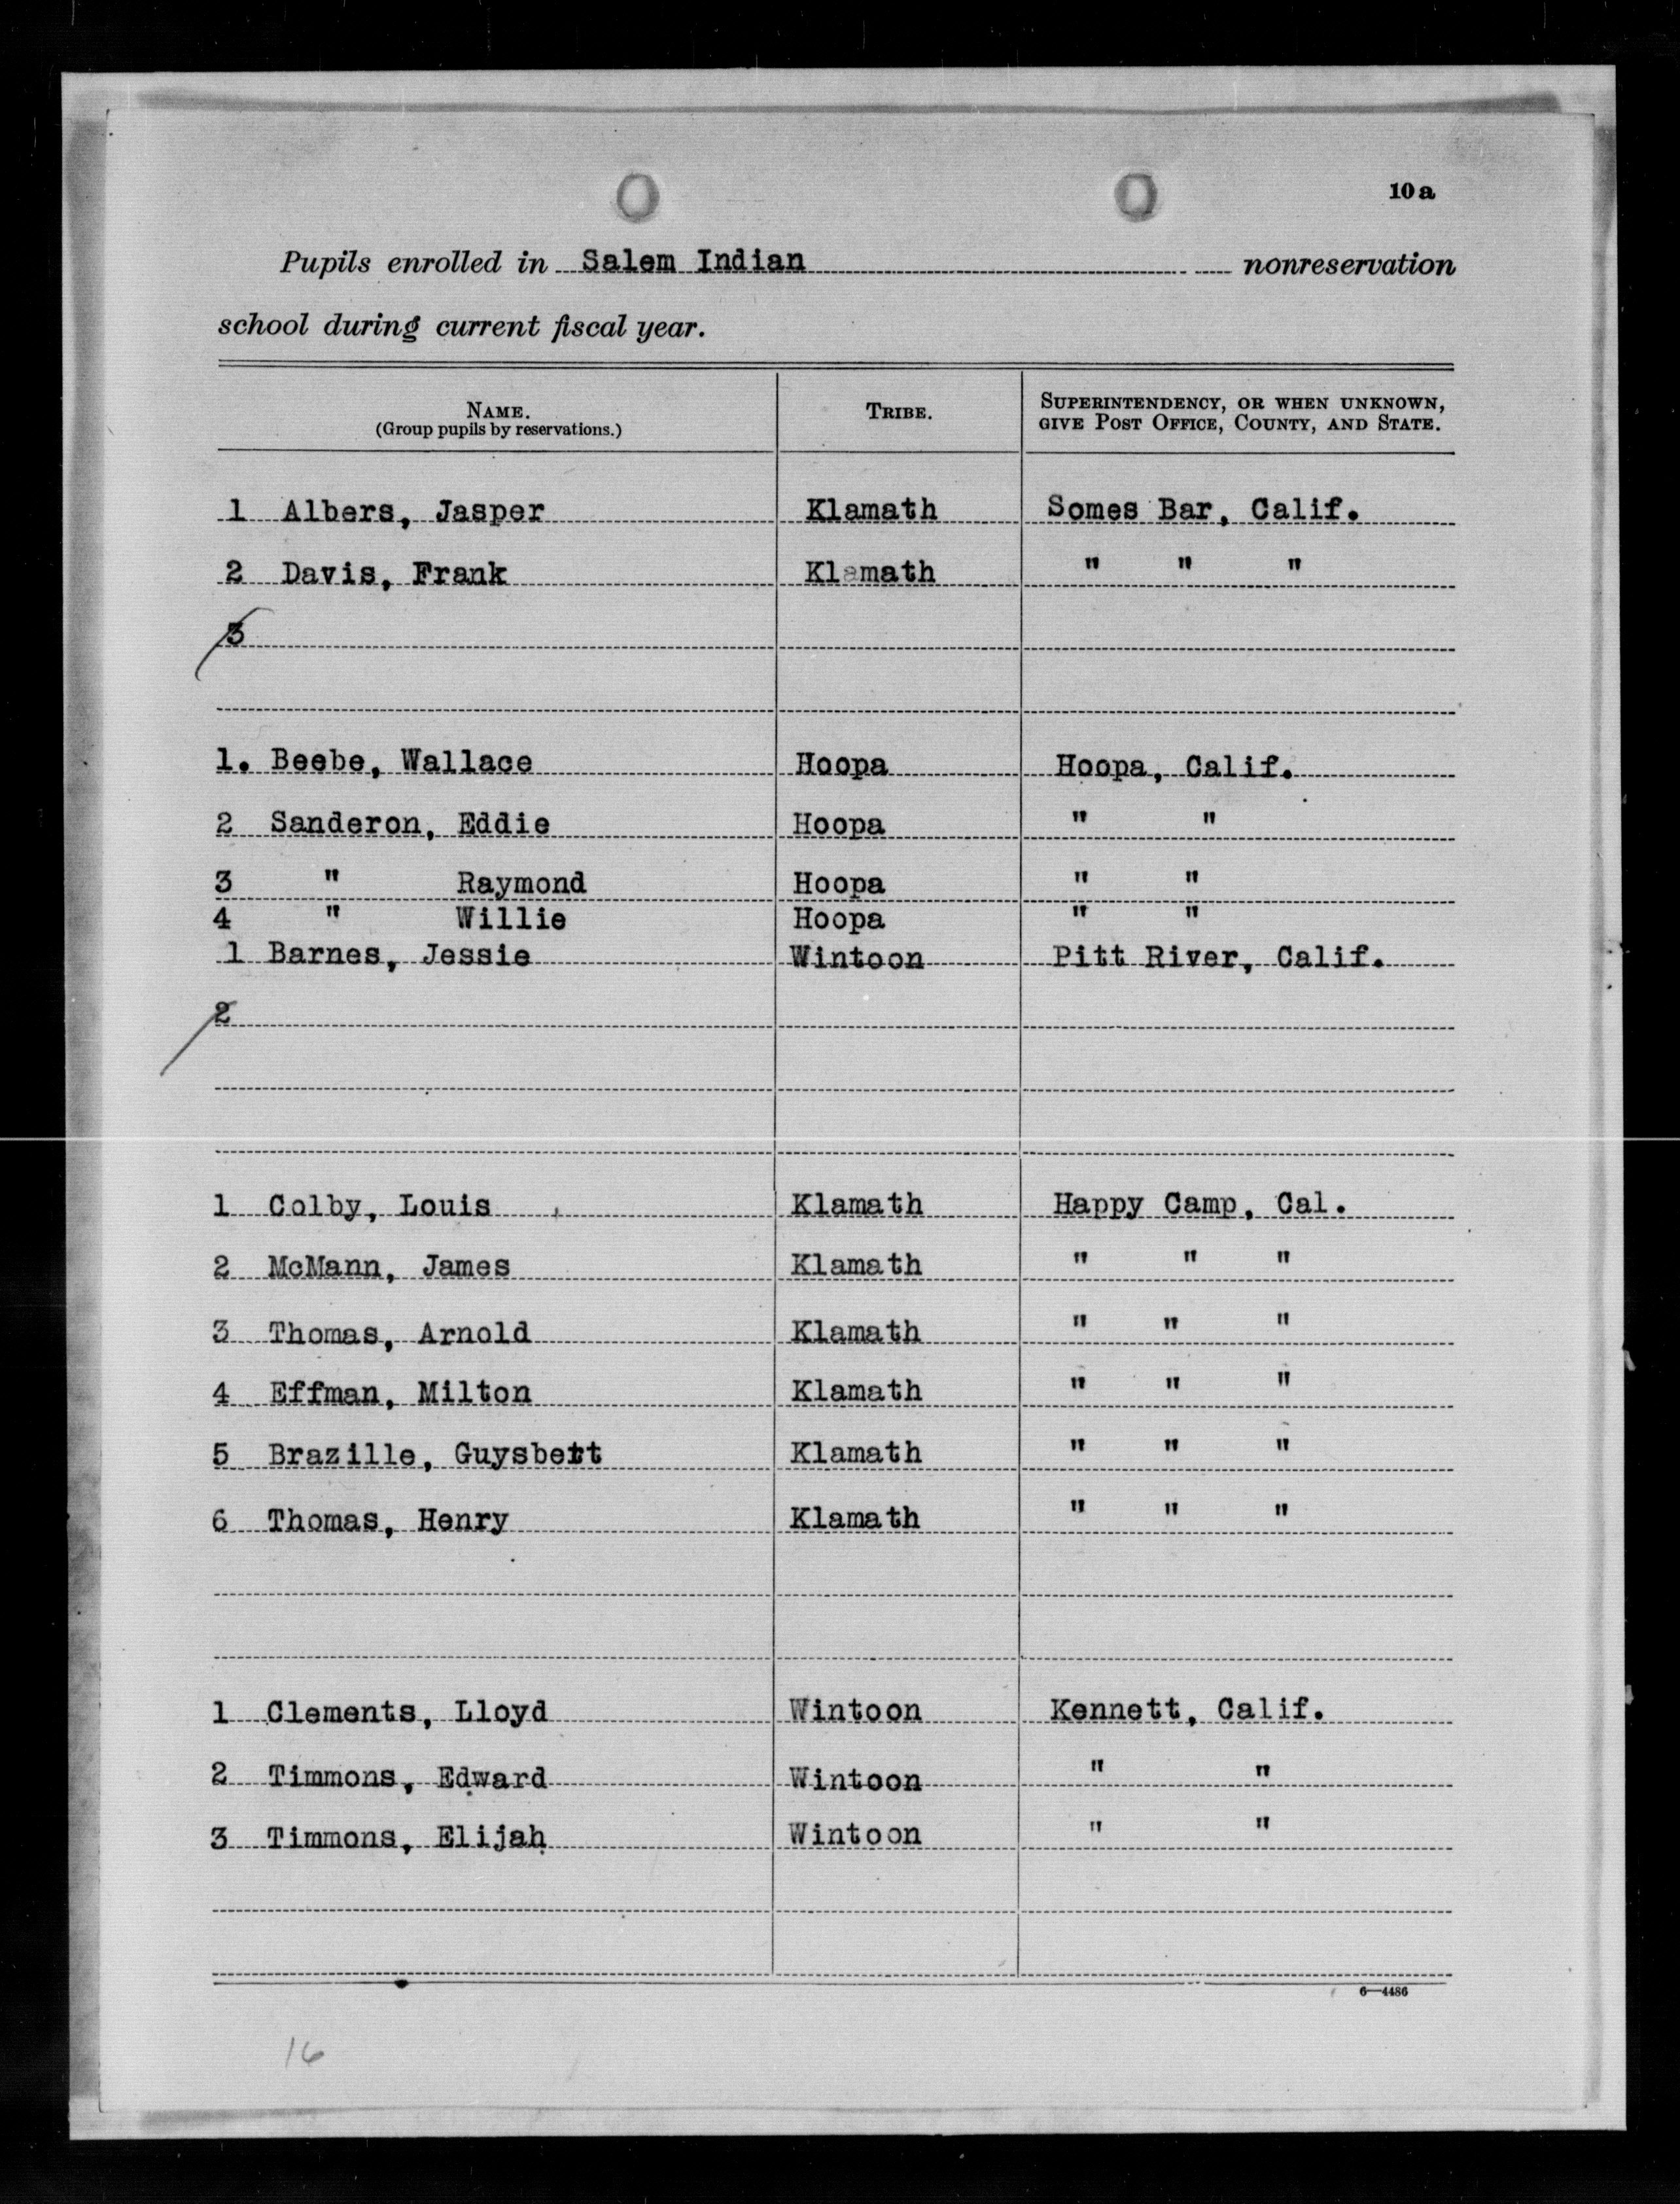 10a
Pupils enrolled in Salem Indian nonreservation
school during current fiscal year.
NAME.
(Group pupils by reservations.)
TRIBE.
SUPERINTENDENCY, OR WHEN UNKNOWN,
GIVE POST OFFICE, COUNTY, AND STATE.
1 Albers, Jasper Klamath Somes Bar, Calif.
2 Davis, Frank Klamath " " "
3
1. Beebe, Wallace Hoopa Hoopa, Calif.
2 Sanderon, Eddie Hoopa " "
3 " Raymond Hoopa " "
4 " Willie Hoopa " "
1 Barnes, Jessie Wintoon Pitt River, Calif.
2
1 Colby, Louis Klamath Happy Camp, Cal.
2 McMann, James Klamath " " "
3 Thomas, Arnold Klamath " " "
4 Effman, Milton Klamath " " "
5 Brazille, Guysbert Klamath " " "
6 Thomas, Henry Klamath " " "
1 Clements, Lloyd Wintoon Kennett, Calif.
2 Timmons, Edward Wintoon " "
3 Timmons, Elijah Wintoon " "
6—4486
16